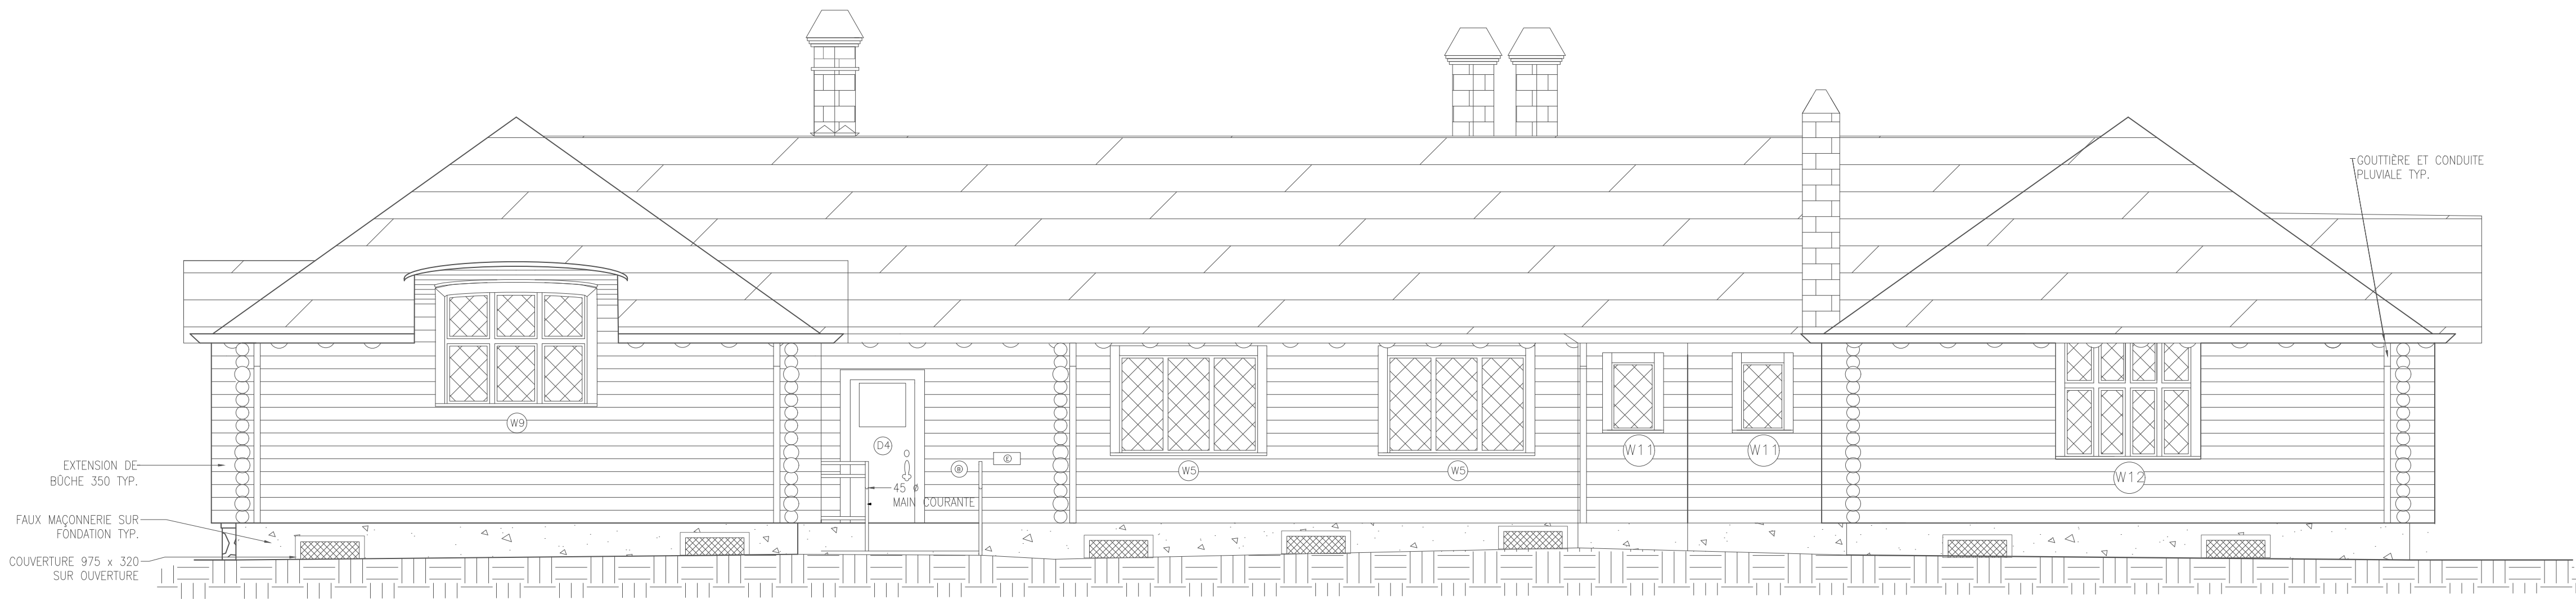 GOUTTIÈRE ET CONDUITE
PLUVIALE TYP.
W9
D4
B
E
W5
W5
W11
W11
W12
EXTENSION DE
BÛCHE 350 TYP.
45 ø
MAIN COURANTE
FAUX MAÇONNERIE SUR
FONDATION TYP.
COUVERTURE 975 x 320
SUR OUVERTURE